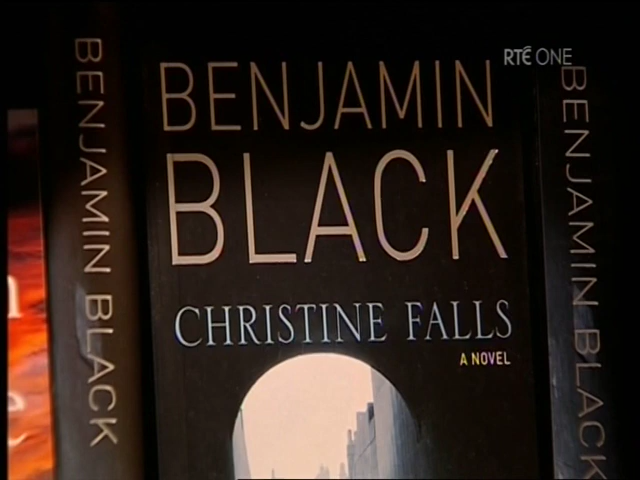 RTÉ ONE
BENJAMIN BLACK
BENJAMIN
BLACK
CHRISTINE FALLS
A NOVEL
BENJAMIN BLACK